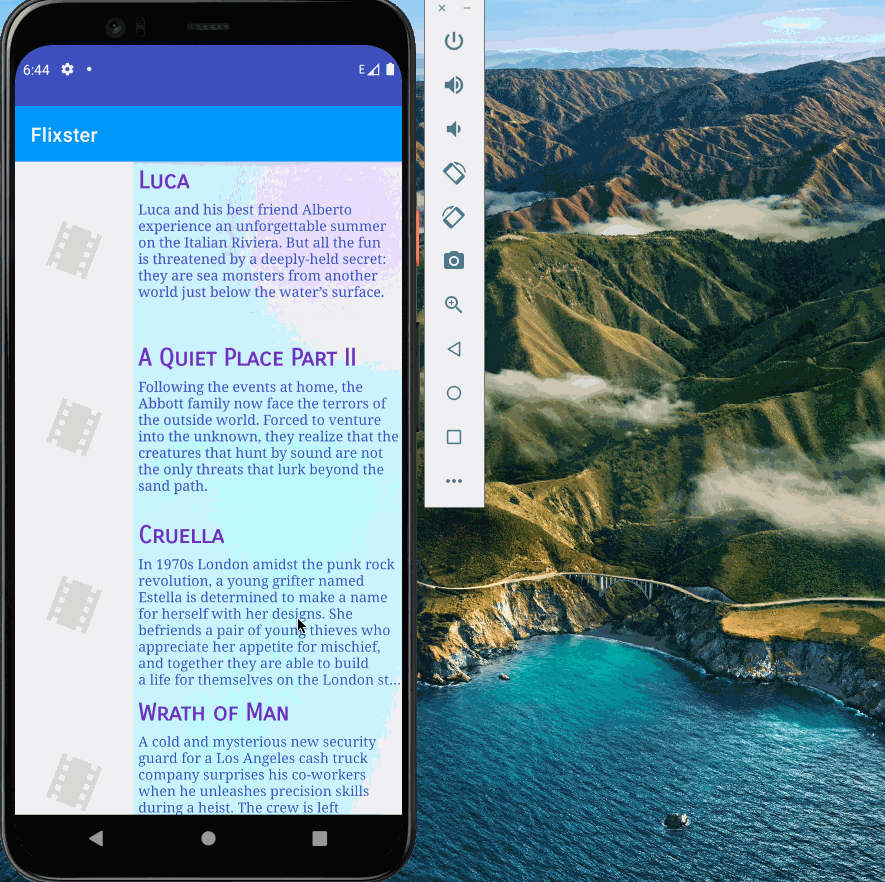 6:44
E
Flixster
Luca
Luca and his best friend Alberto
experience an unforgettable summer
on the Italian Riviera. But all the fun
is threatened by a deeply-held secret:
they are sea monsters from another
world just below the water’s surface.
A Quiet Place Part II
Following the events at home, the
Abbott family now face the terrors of
the outside world. Forced to venture
into the unknown, they realize that the
creatures that hunt by sound are not
the only threats that lurk beyond the
sand path.
Cruella
In 1970s London amidst the punk rock
revolution, a young grifter named
Estella is determined to make a name
for herself with her designs. She
befriends a pair of young thieves who
appreciate her appetite for mischief,
and together they are able to build
a life for themselves on the London st...
Wrath of Man
A cold and mysterious new security
guard for a Los Angeles cash truck
company surprises his co-workers
when he unleashes precision skills
during a heist. The crew is left